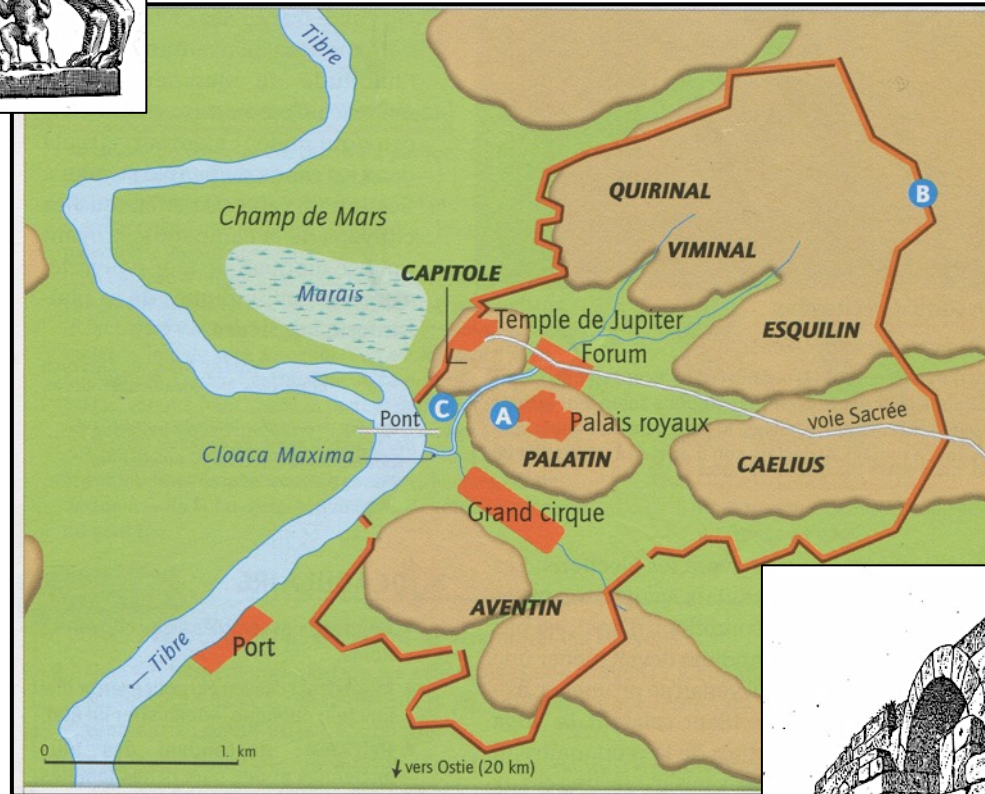 Tibre
QUIRINAL
B
Champ de Mars
VIMINAL
CAPITOLE
Marais
Temple de Jupiter
ESQUILIN
Forum
C
A
Pont
Palais royaux
voie Sacrée
Cloaca Maxima
PALATIN
CAELIUS
Grand cirque
AVENTIN
Port
Tibre
0 1. km
vers Ostie (20 km)